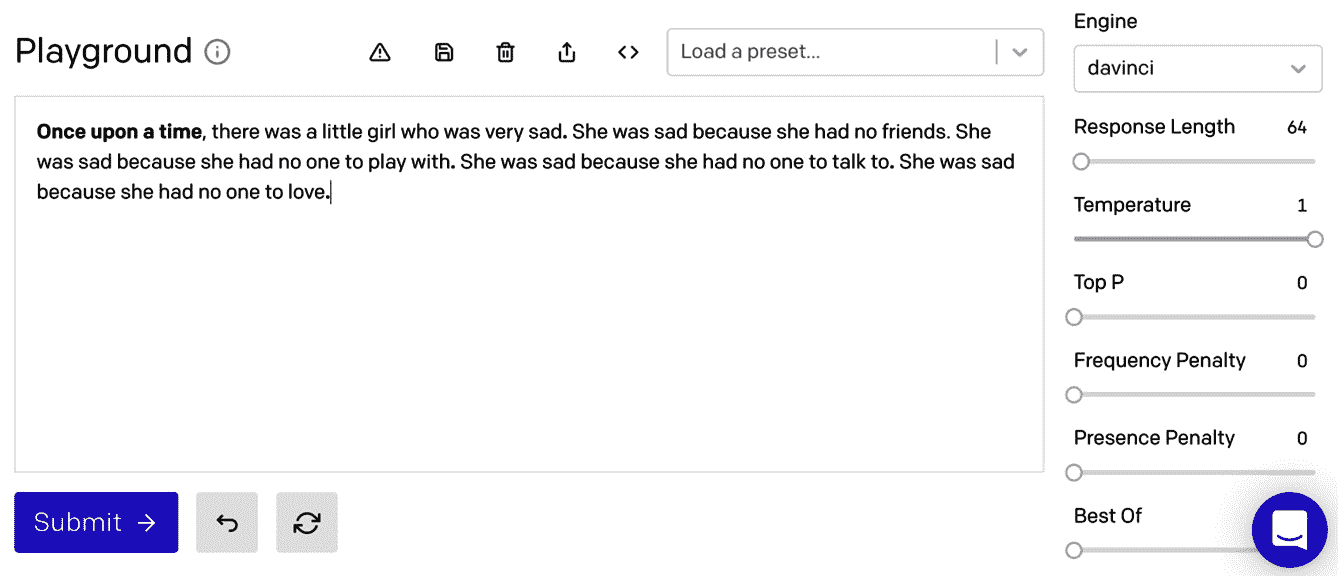 Playground
Load a preset...
Once upon a time, there was a little girl who was very sad. She was sad because she had no friends. She
was sad because she had no one to play with. She was sad because she had no one to talk to. She was sad
because she had no one to love.
Submit
Engine
davinci
Response Length 64
Temperature 1
Top P 0
Frequency Penalty 0
Presence Penalty 0
Best Of